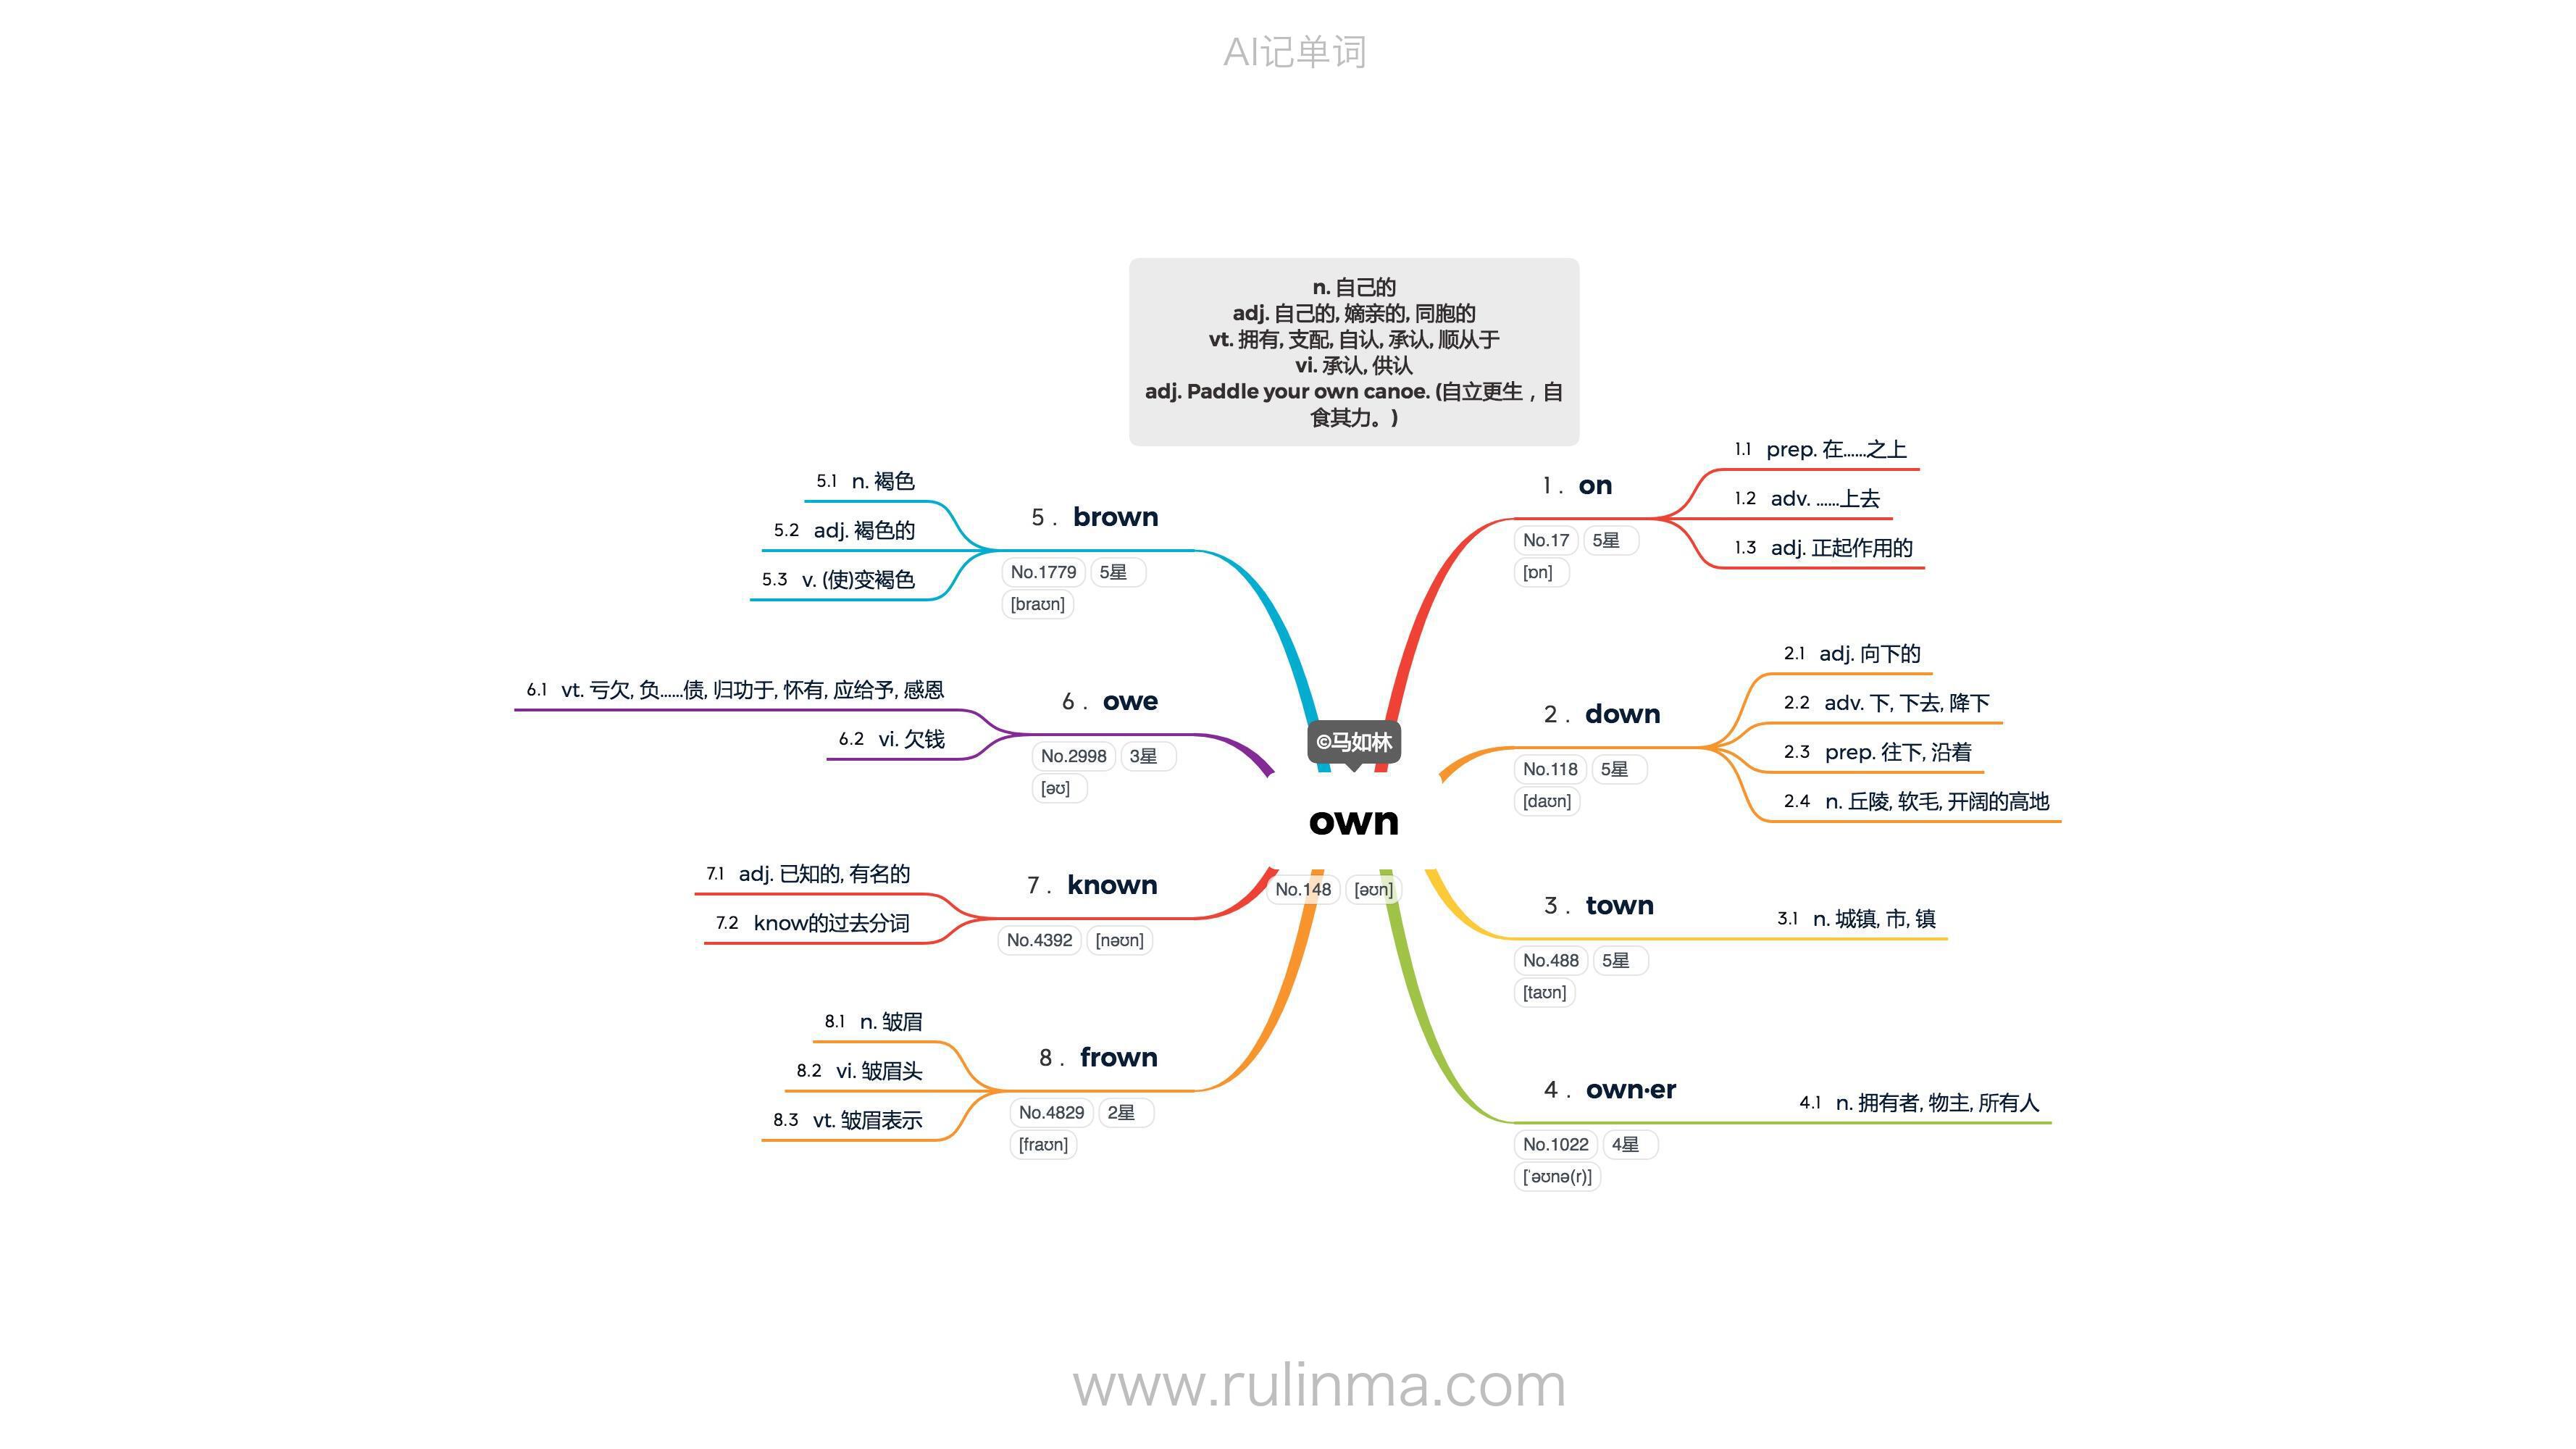 AI记单词
n. 自己的
adj. 自己的, 嫡亲的, 同胞的
vt. 拥有, 支配, 自认, 承认, 顺从于
vi. 承认, 供认
adj. Paddle your own canoe. (自立更生，自
食其力。)
©马如林
own
No.148 [əʊn]
1. on
No.17 5星
[ɒn]
1.1 prep. 在......之上
1.2 adv. ......上去
1.3 adj. 正起作用的
2. down
No.118 5星
[daʊn]
2.1 adj. 向下的
2.2 adv. 下, 下去, 降下
2.3 prep. 往下, 沿着
2.4 n. 丘陵, 软毛, 开阔的高地
3. town
No.488 5星
[taʊn]
3.1 n. 城镇, 市, 镇
4. own·er
No.1022 4星
[ˈəʊnə(r)]
4.1 n. 拥有者, 物主, 所有人
5. brown
No.1779 5星
[braʊn]
5.1 n. 褐色
5.2 adj. 褐色的
5.3 v. (使)变褐色
6. owe
No.2998 3星
[əʊ]
6.1 vt. 亏欠, 负......债, 归功于, 怀有, 应给予, 感恩
6.2 vi. 欠钱
7. known
No.4392 [nəʊn]
7.1 adj. 已知的, 有名的
7.2 know的过去分词
8. frown
No.4829 2星
[fraʊn]
8.1 n. 皱眉
8.2 vi. 皱眉头
8.3 vt. 皱眉表示
www.rulinma.com